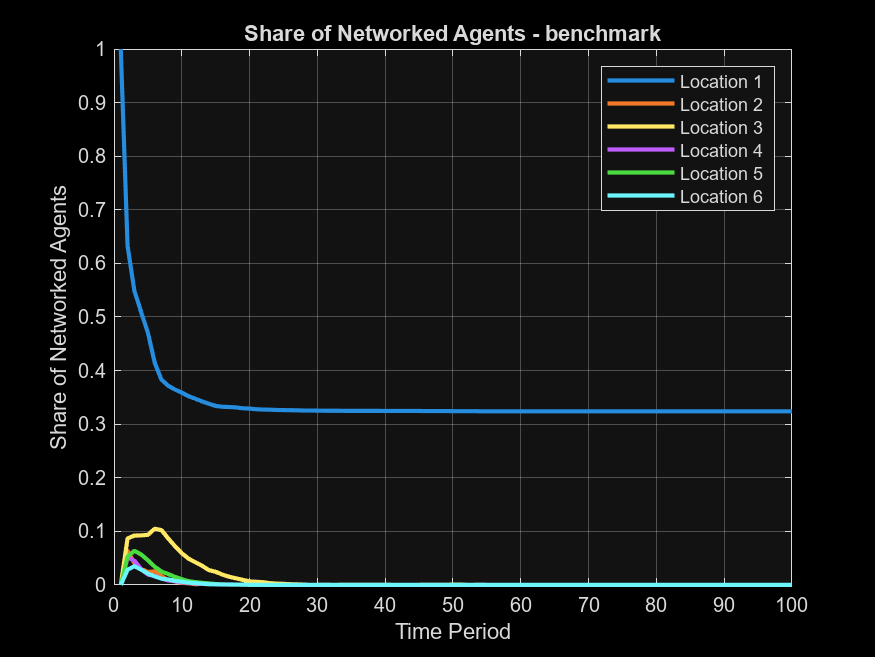 Share of Networked Agents - benchmark
1
0.9
0.8
0.7
0.6
0.5
0.4
0.3
0.2
0.1
0
Share of Networked Agents
Location 1
Location 2
Location 3
Location 4
Location 5
Location 6
0 10 20 30 40 50 60 70 80 90 100
Time Period